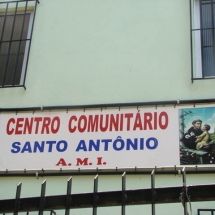 CENTRO COMUNITÁRIO
SANTO ANTÔNIO
A. M. I.